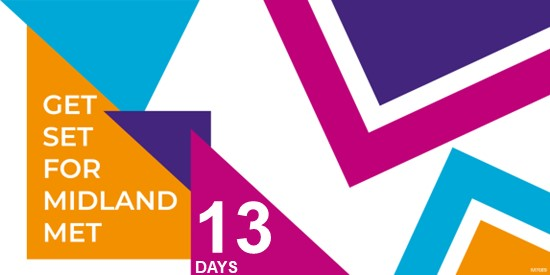 GET
SET
FOR
MIDLAND
MET
13
DAYS